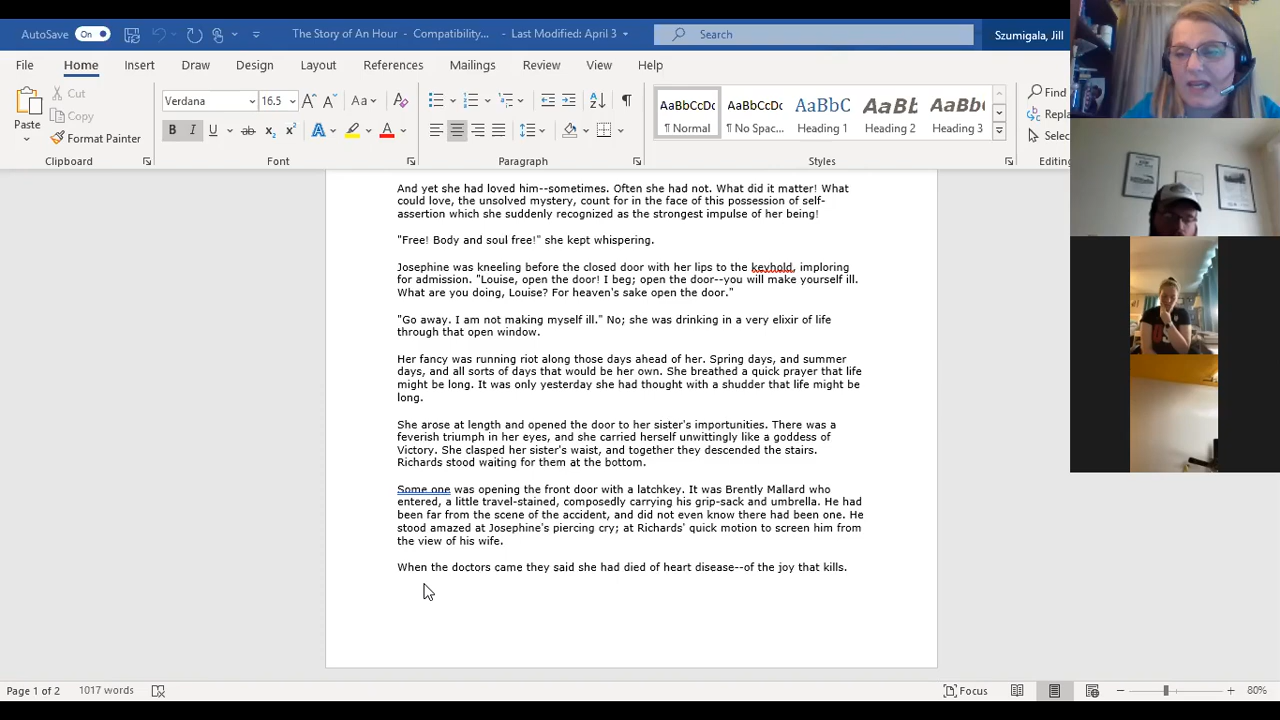 AutoSave On The Story of An Hour - Compatibility... - Last Modified: April 3 Search Szumigala, Jill
File Home Insert Draw Design Layout References Mailings Review View Help
Paste Cut Copy Format Painter
Verdana 16.5 Aa
B I U ab x2 x2 A A
AaBbCcDc AaBbCcDc AaBbC AaBb AaBbCc
¶ Normal ¶ No Spac... Heading 1 Heading 2 Heading 3
Find
Repla
Selec
Clipboard Font Paragraph Styles Editing
And yet she had loved him--sometimes. Often she had not. What did it matter! What
could love, the unsolved mystery, count for in the face of this possession of self-
assertion which she suddenly recognized as the strongest impulse of her being!
"Free! Body and soul free!" she kept whispering.
Josephine was kneeling before the closed door with her lips to the keyhold, imploring
for admission. "Louise, open the door! I beg; open the door--you will make yourself ill.
What are you doing, Louise? For heaven's sake open the door."
"Go away. I am not making myself ill." No; she was drinking in a very elixir of life
through that open window.
Her fancy was running riot along those days ahead of her. Spring days, and summer
days, and all sorts of days that would be her own. She breathed a quick prayer that life
might be long. It was only yesterday she had thought with a shudder that life might be
long.
She arose at length and opened the door to her sister's importunities. There was a
feverish triumph in her eyes, and she carried herself unwittingly like a goddess of
Victory. She clasped her sister's waist, and together they descended the stairs.
Richards stood waiting for them at the bottom.
Some one was opening the front door with a latchkey. It was Brently Mallard who
entered, a little travel-stained, composedly carrying his grip-sack and umbrella. He had
been far from the scene of the accident, and did not even know there had been one. He
stood amazed at Josephine's piercing cry; at Richards' quick motion to screen him from
the view of his wife.
When the doctors came they said she had died of heart disease--of the joy that kills.
Page 1 of 2 1017 words Focus 80%